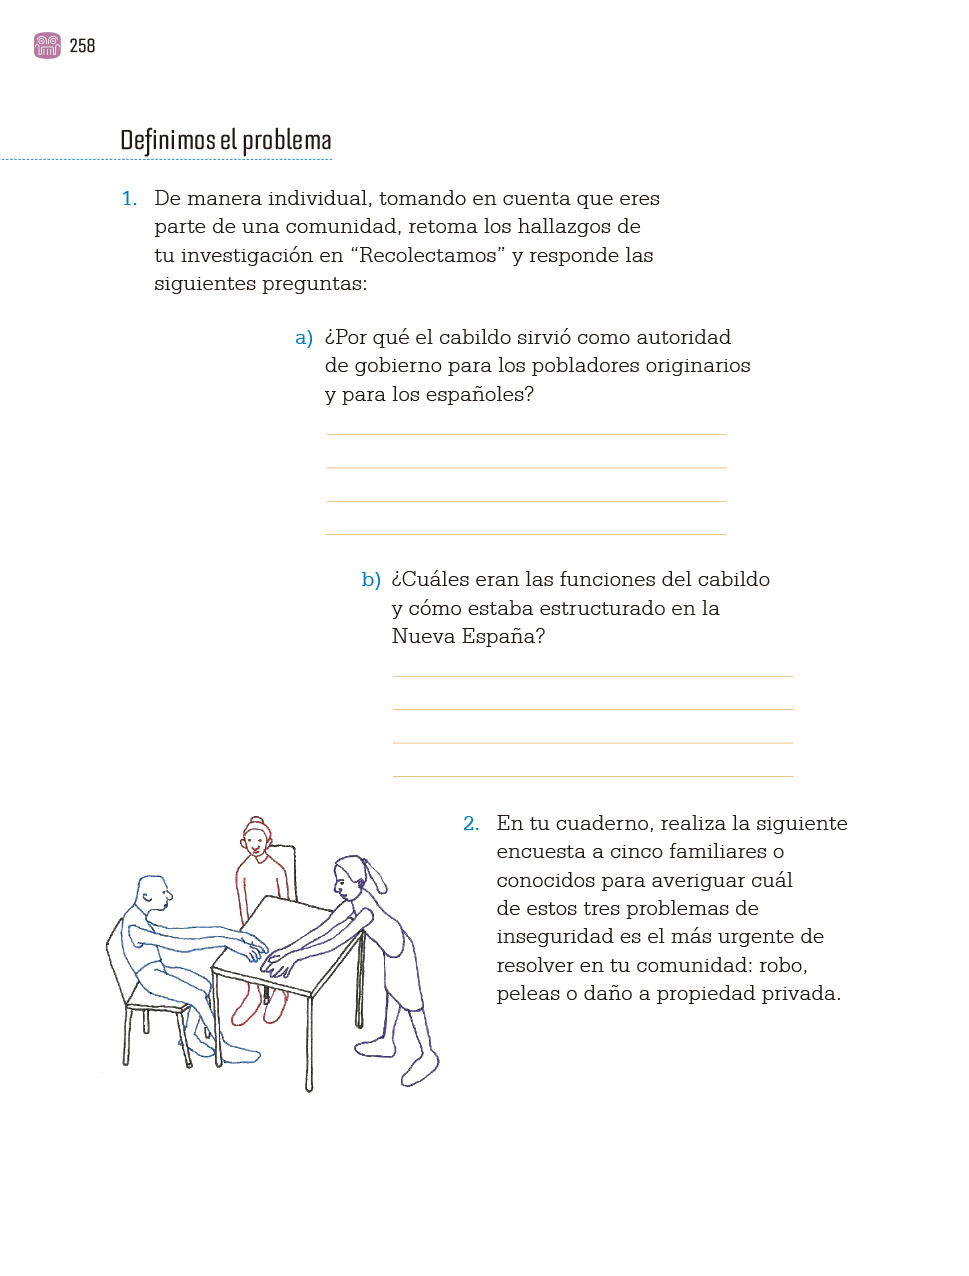 258
Definimos el problema
1. De manera individual, tomando en cuenta que eres
parte de una comunidad, retoma los hallazgos de
tu investigación en “Recolectamos” y responde las
siguientes preguntas:
a) ¿Por qué el cabildo sirvió como autoridad
de gobierno para los pobladores originarios
y para los españoles?
b) ¿Cuáles eran las funciones del cabildo
y cómo estaba estructurado en la
Nueva España?
2. En tu cuaderno, realiza la siguiente
encuesta a cinco familiares o
conocidos para averiguar cuál
de estos tres problemas de
inseguridad es el más urgente de
resolver en tu comunidad: robo,
peleas o daño a propiedad privada.